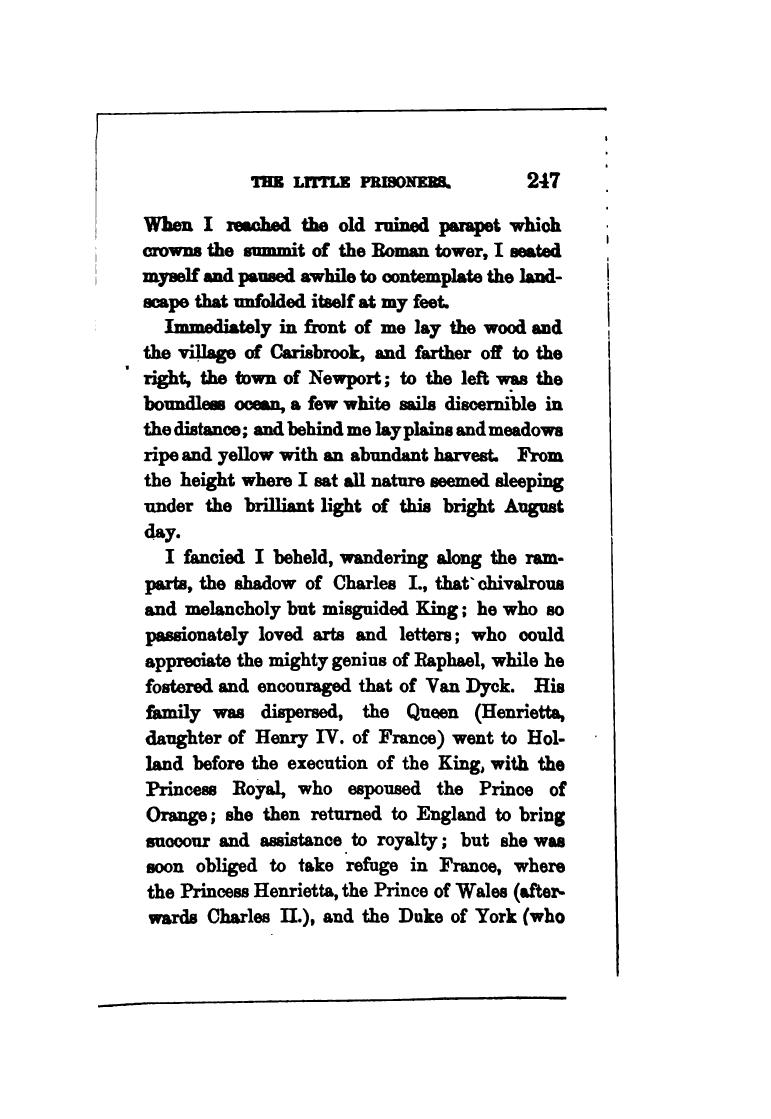 THE LITTLE PRISONERS. 247
When I reached the old ruined parapet which
crowns the summit of the Roman tower, I seated
myself and paused awhile to contemplate the land-
scape that unfolded itself at my feet.
Immediately in front of me lay the wood and
the village of Carisbrook, and farther off to the
right, the town of Newport; to the left was the
boundless ocean, a few white sails discernible in
the distance; and behind me lay plains and meadows
ripe and yellow with an abundant harvest. From
the height where I sat all nature seemed sleeping
under the brilliant light of this bright August
day.
I fancied I beheld, wandering along the ram-
parts, the shadow of Charles I., that chivalrous
and melancholy but misguided King; he who so
passionately loved arts and letters; who could
appreciate the mighty genius of Raphael, while he
fostered and encouraged that of Van Dyck. His
family was dispersed, the Queen (Henrietta,
daughter of Henry IV. of France) went to Hol-
land before the execution of the King, with the
Princess Royal, who espoused the Prince of
Orange; she then returned to England to bring
succour and assistance to royalty; but she was
soon obliged to take refuge in France, where
the Princess Henrietta, the Prince of Wales (after-
wards Charles II.), and the Duke of York (who